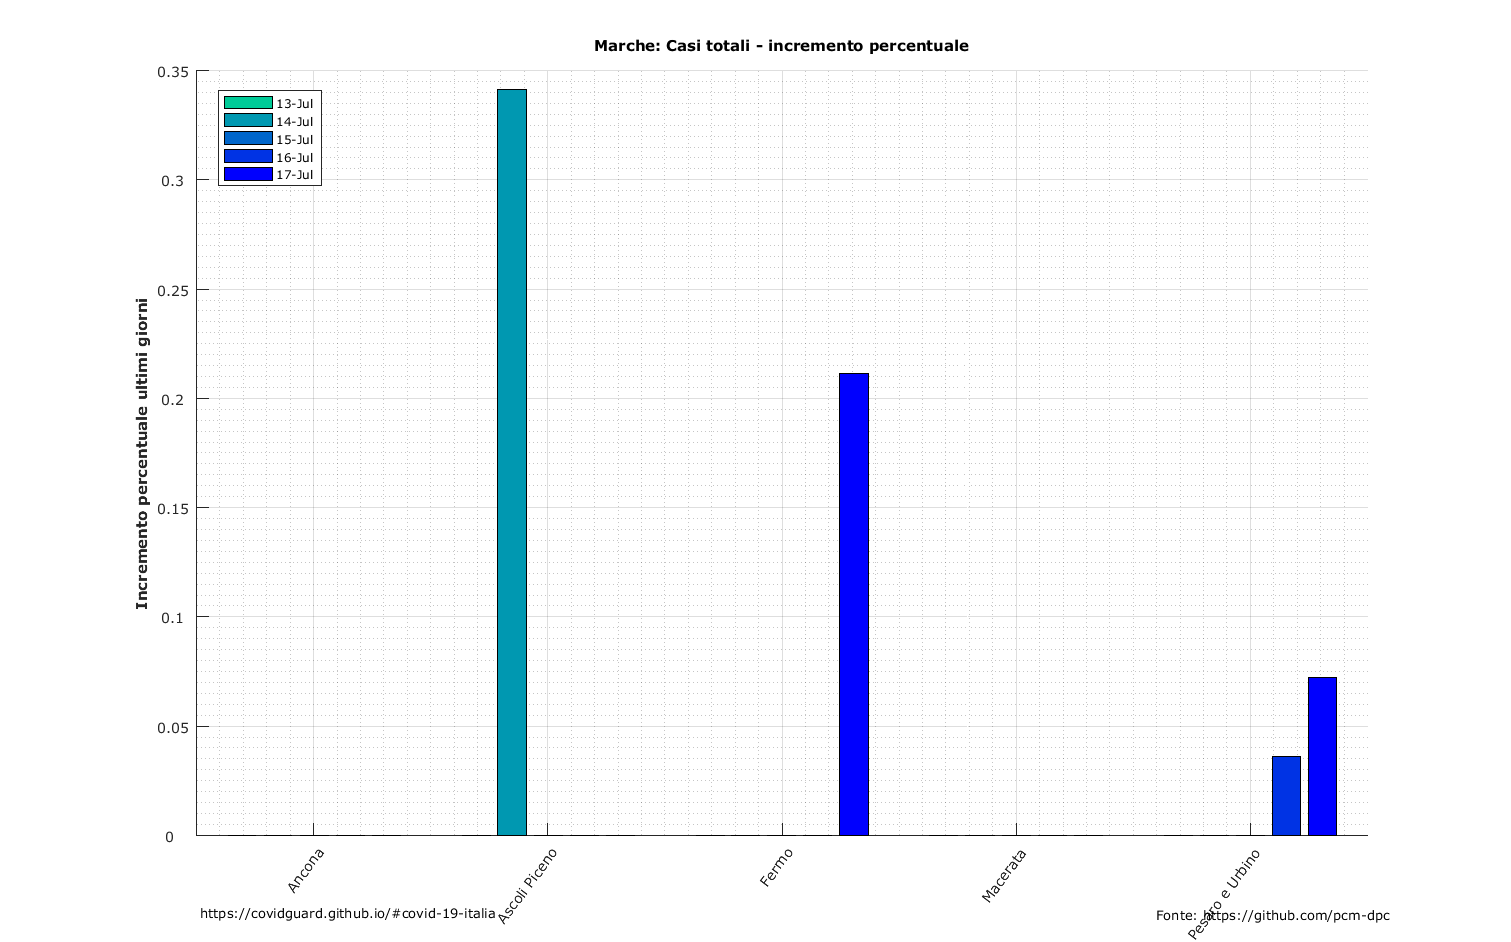 Marche: Casi totali - incremento percentuale
0.35
0.3
0.25
0.2
0.15
0.1
0.05
0
Incremento percentuale ultimi giorni
13-Jul
14-Jul
15-Jul
16-Jul
17-Jul
Ancona
Ascoli Piceno
Fermo
Macerata
Pesaro e Urbino
https://covidguard.github.io/#covid-19-italia
Fonte: https://github.com/pcm-dpc